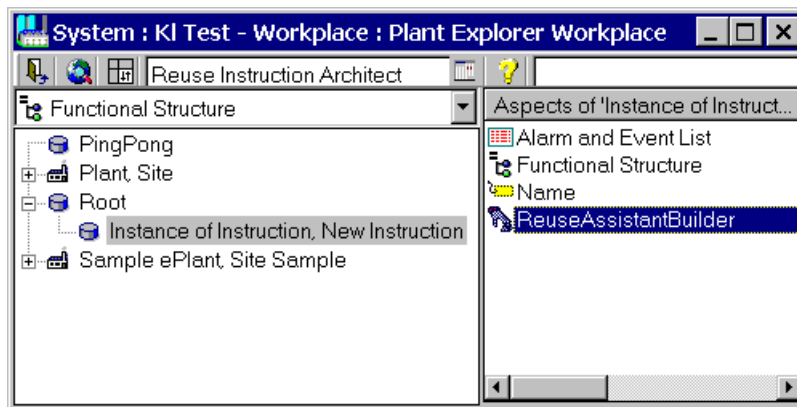 System : Kl Test - Workplace : Plant Explorer Workplace
Reuse Instruction Architect
Functional Structure
PingPong
Plant, Site
Root
Instance of Instruction, New Instruction
Sample ePlant, Site Sample
Aspects of 'Instance of Instruct...
Alarm and Event List
Functional Structure
Name
ReuseAssistantBuilder